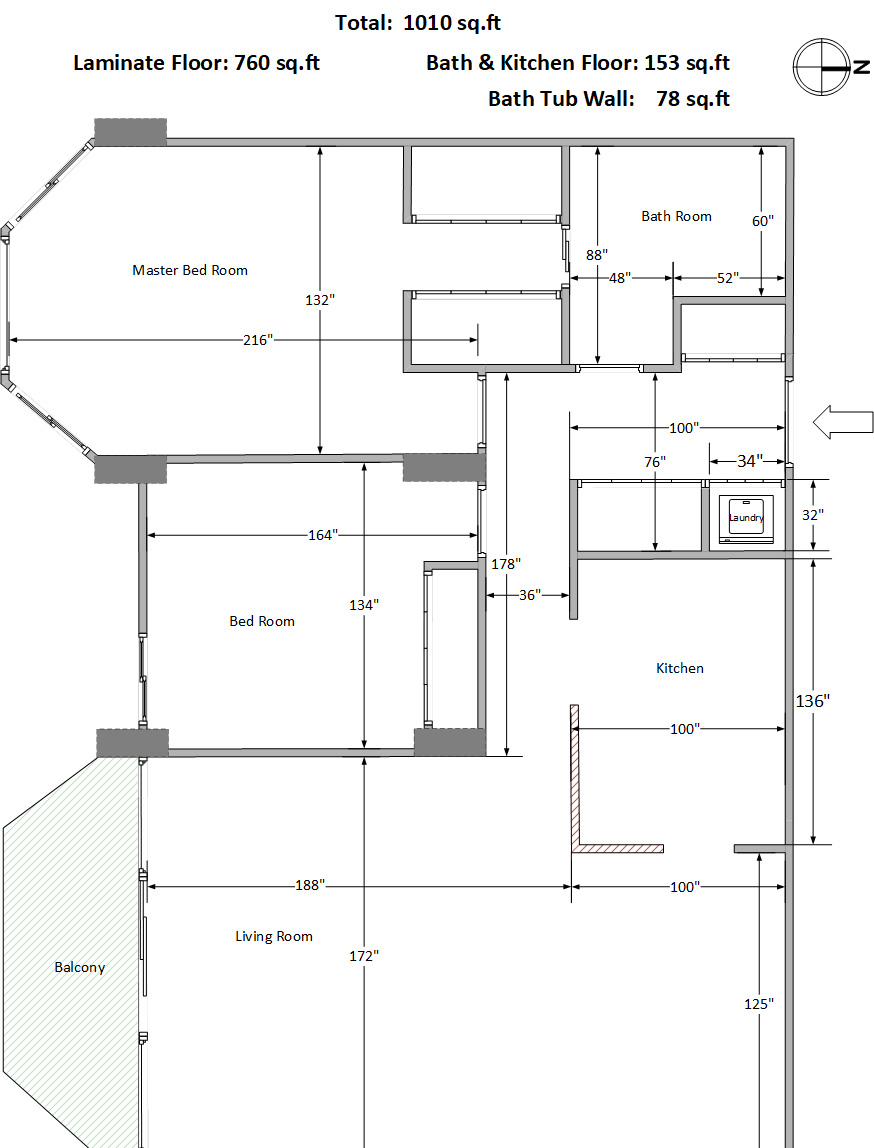 Total: 1010 sq.ft
Laminate Floor: 760 sq.ft
Bath & Kitchen Floor: 153 sq.ft
Bath Tub Wall: 78 sq.ft
N
Bath Room
60"
88"
48"
52"
Master Bed Room
132"
216"
100"
76"
34"
Laundry
32"
164"
178"
36"
134"
Bed Room
Kitchen
136"
100"
188"
100"
Living Room
172"
Balcony
125"